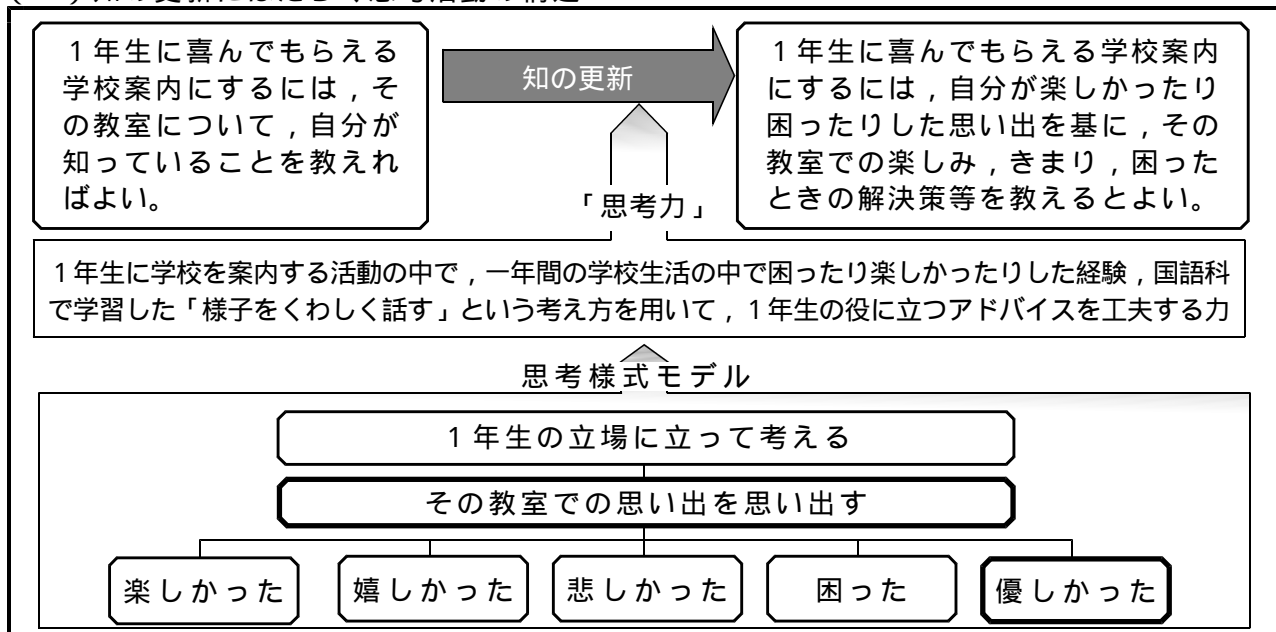 1年生に喜んでもらえる
学校案内にするには，そ
の教室について，自分が
知っていることを教えれ
ばよい。
知の更新
1年生に喜んでもらえる学校案内
にするには，自分が楽しかったり
困ったりした思い出を基に，その
教室での楽しみ，きまり，困った
ときの解決策等を教えるとよい。
「思考力」
1年生に学校を案内する活動の中で，一年間の学校生活の中で困ったり楽しかったりした経験，国語科
で学習した「様子をくわしく話す」という考え方を用いて，1年生の役に立つアドバイスを工夫する力
思考様式モデル
1年生の立場に立って考える
その教室での思い出を思い出す
楽しかった
嬉しかった
悲しかった
困った
優しかった